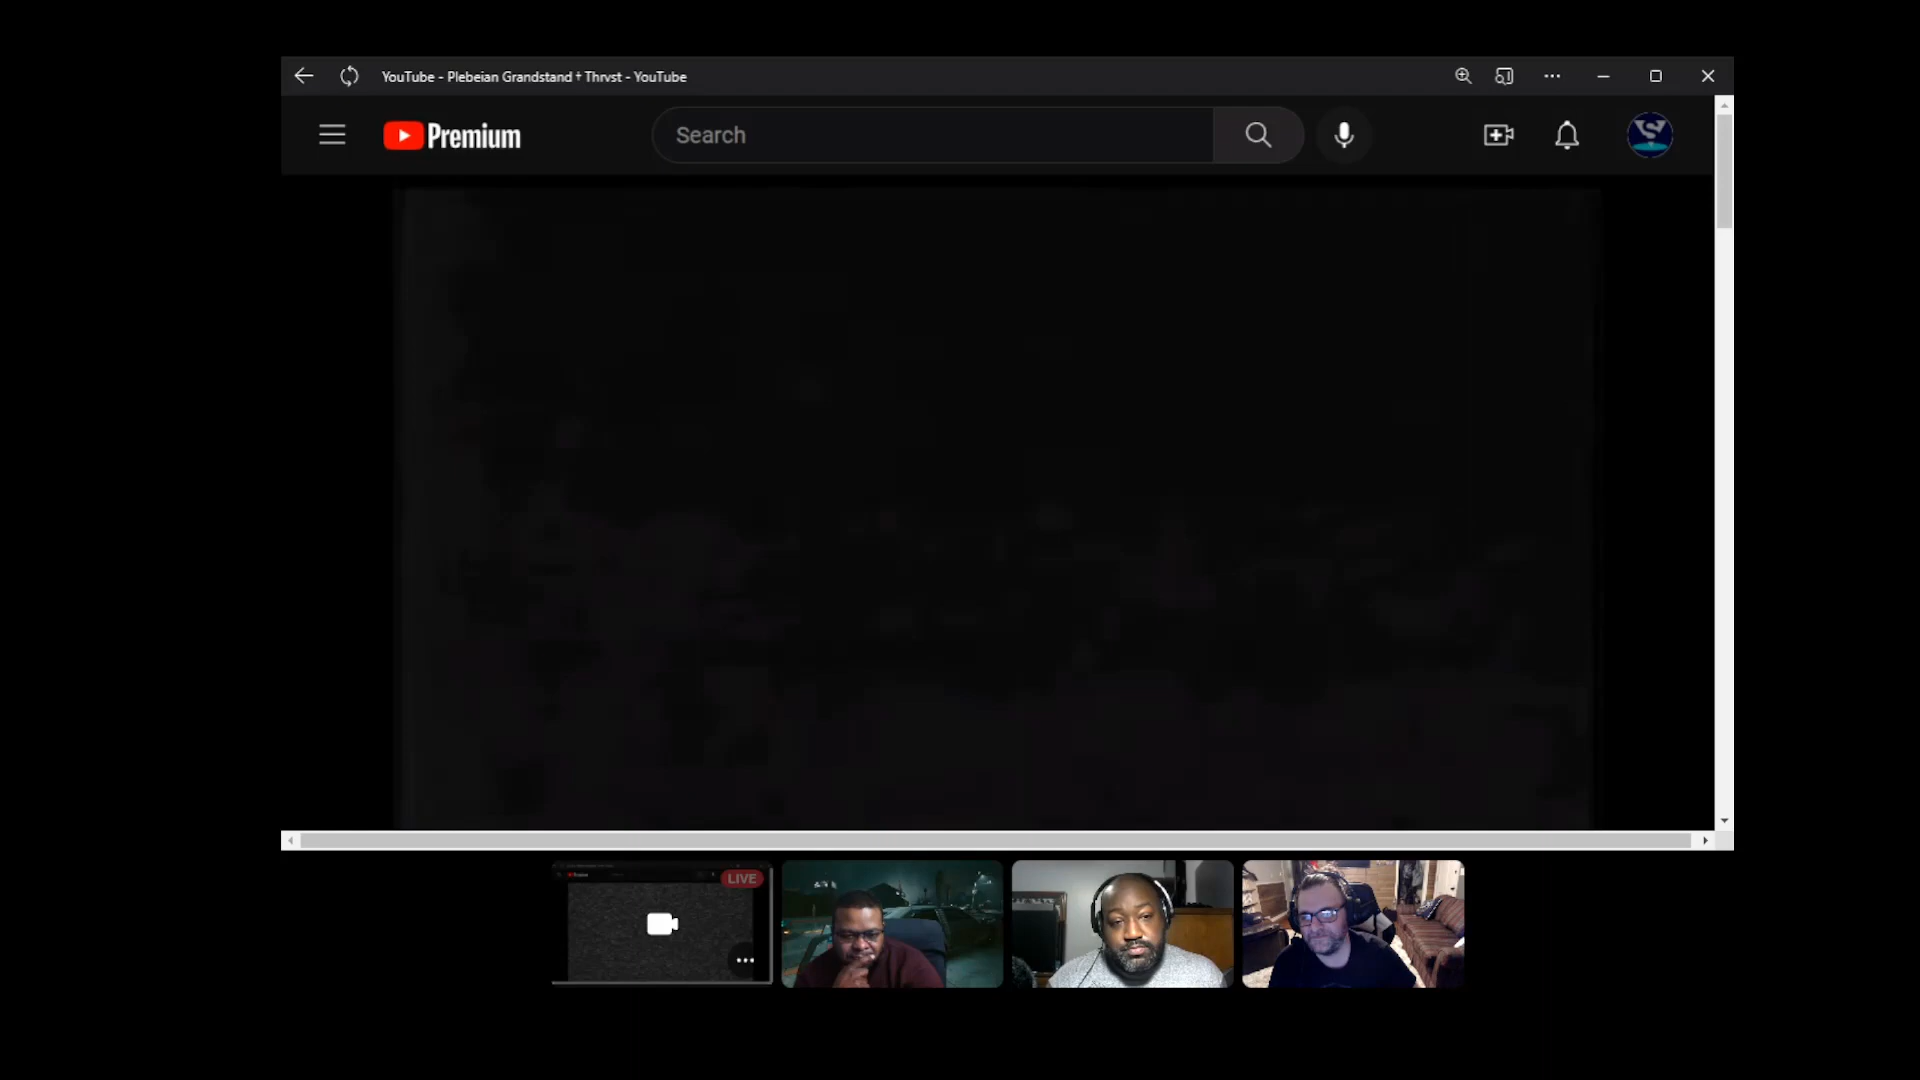 YouTube - Plebeian Grandstand † Thrvst - YouTube
Premium
Search
LIVE